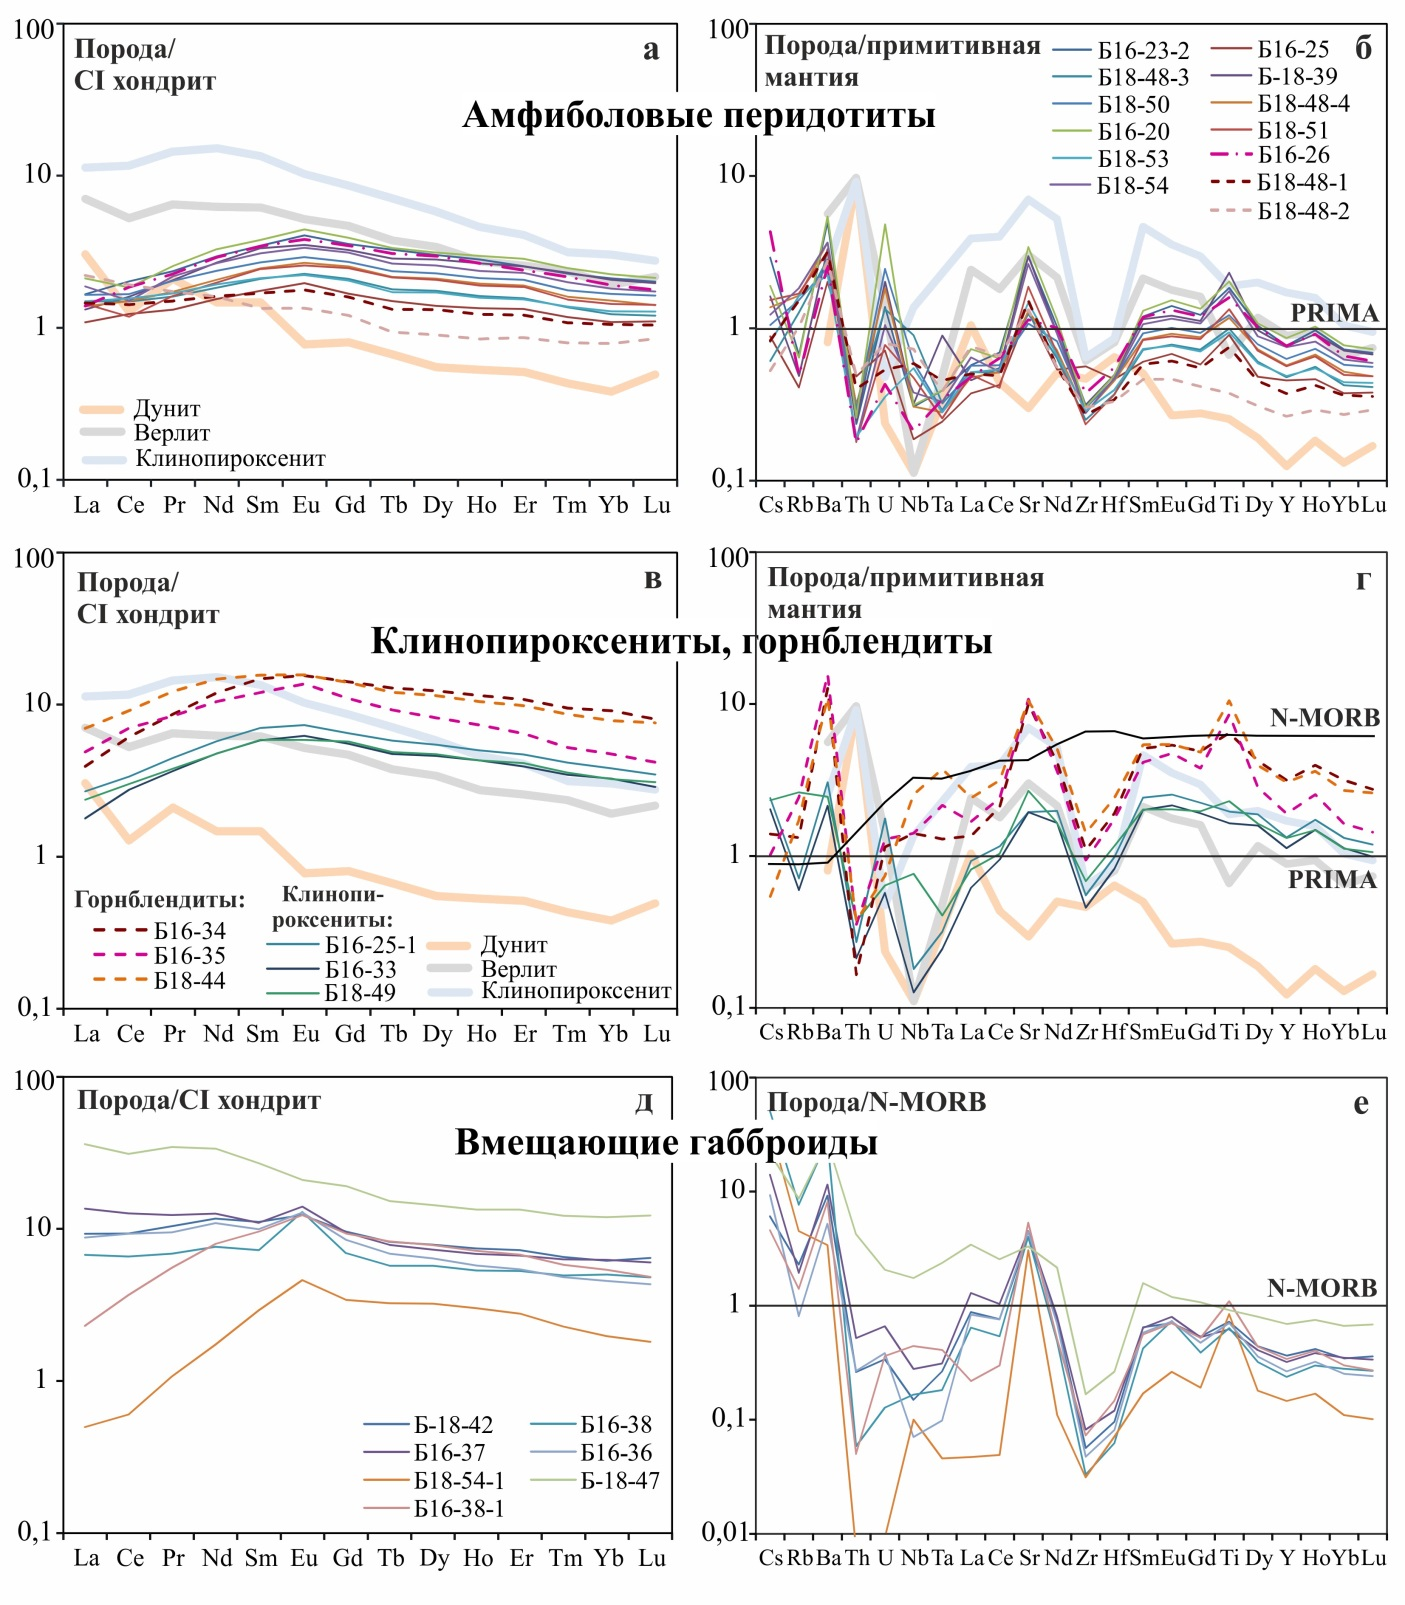 100
10
1
0,1
Порода/
CI хондрит
а
Дунит
Верлит
Клинопироксенит
La Ce Pr Nd Sm Eu Gd Tb Dy Ho Er Tm Yb Lu
Амфиболовые перидотиты
100
10
1
0,1
Порода/примитивная
мантия
б
Б16-23-2
Б18-48-3
Б18-50
Б16-20
Б18-53
Б18-54
Б16-25
Б-18-39
Б18-48-4
Б18-51
Б16-26
Б18-48-1
Б18-48-2
PRIMA
Cs Rb Ba Th U Nb Ta La Ce Sr Nd Zr Hf Sm Eu Gd Ti Dy Y Ho Yb Lu
100
10
1
0,1
Порода/
CI хондрит
в
Горнблендиты:
Б16-34
Б16-35
Б18-44
Клинопи-
роксениты:
Б16-25-1
Б16-33
Б18-49
Дунит
Верлит
Клинопироксенит
La Ce Pr Nd Sm Eu Gd Tb Dy Ho Er Tm Yb Lu
Клинопироксениты, горнблендиты
100
10
1
0,1
Порода/примитивная
мантия
г
N-MORB
PRIMA
Cs Rb Ba Th U Nb Ta La Ce Sr Nd Zr Hf Sm Eu Gd Ti Dy Y Ho Yb Lu
100
10
1
0.1
Порода/CI хондрит
д
Б-18-42
Б16-37
Б18-54-1
Б16-38-1
Б16-38
Б16-36
Б-18-47
La Ce Pr Nd Sm Eu Gd Tb Dy Ho Er Tm Yb Lu
Вмещающие габброиды
100
10
1
0,1
0,01
Порода/N-MORB
е
N-MORB
Cs Rb Ba Th U Nb Ta La Ce Sr Nd Zr Hf Sm Eu Gd Ti Dy Y Ho Yb Lu